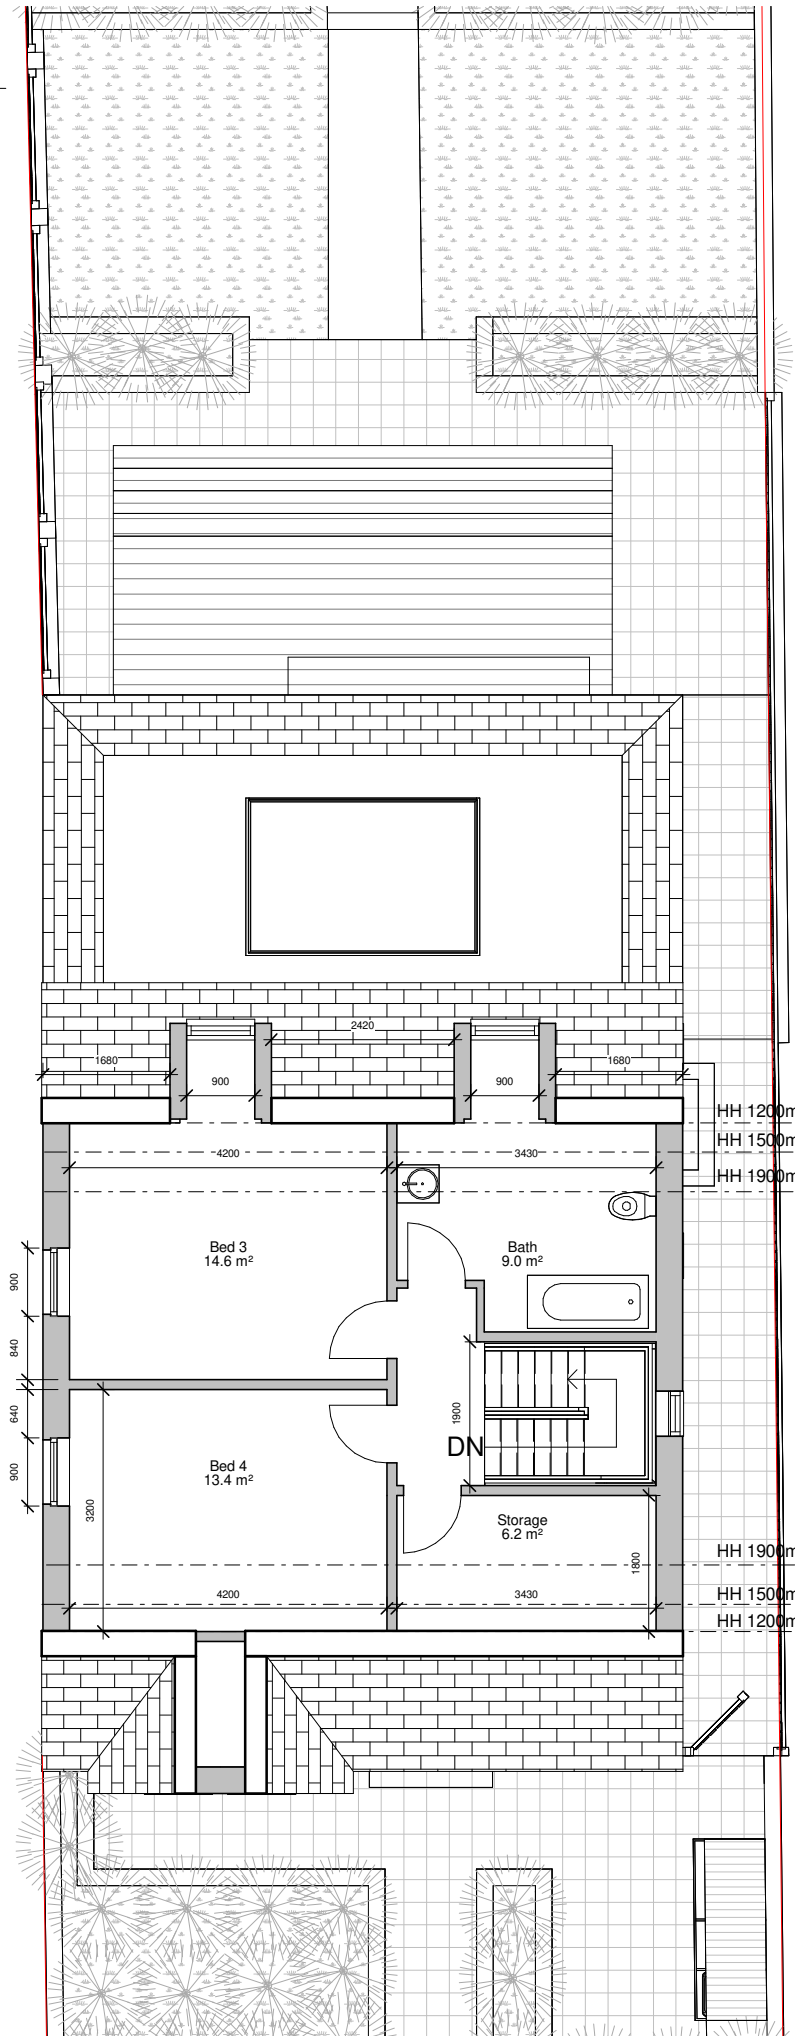 2420
1680
1680
900
900
HH 1200m
HH 1500m
4200
3430
HH 1900m
Bed 3
14.6 m²
Bath
9.0 m²
900
840
640
900
1900
DN
Bed 4
13.4 m²
3200
Storage
6.2 m²
1800
HH 1900m
4200
3430
HH 1500m
HH 1200m